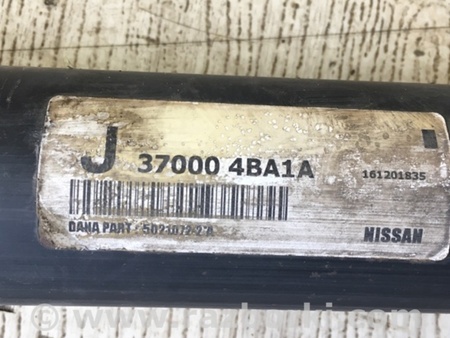 J 37000 4BA1A
161201835
DANA PART : 5021072-2 A
NISSAN